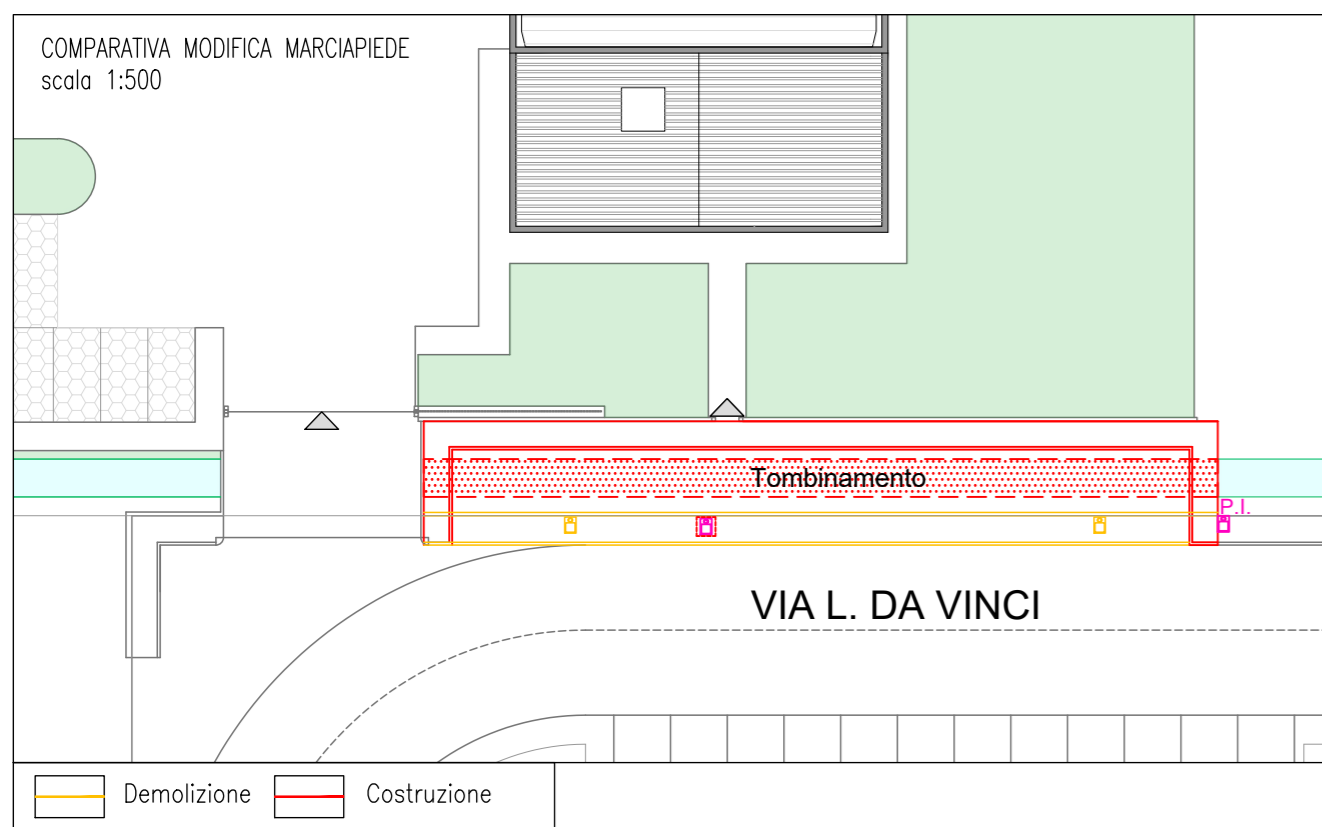 COMPARATIVA MODIFICA MARCIAPIEDE
scala 1:500
Tombinamento
P.I.
VIA L. DA VINCI
Demolizione
Costruzione